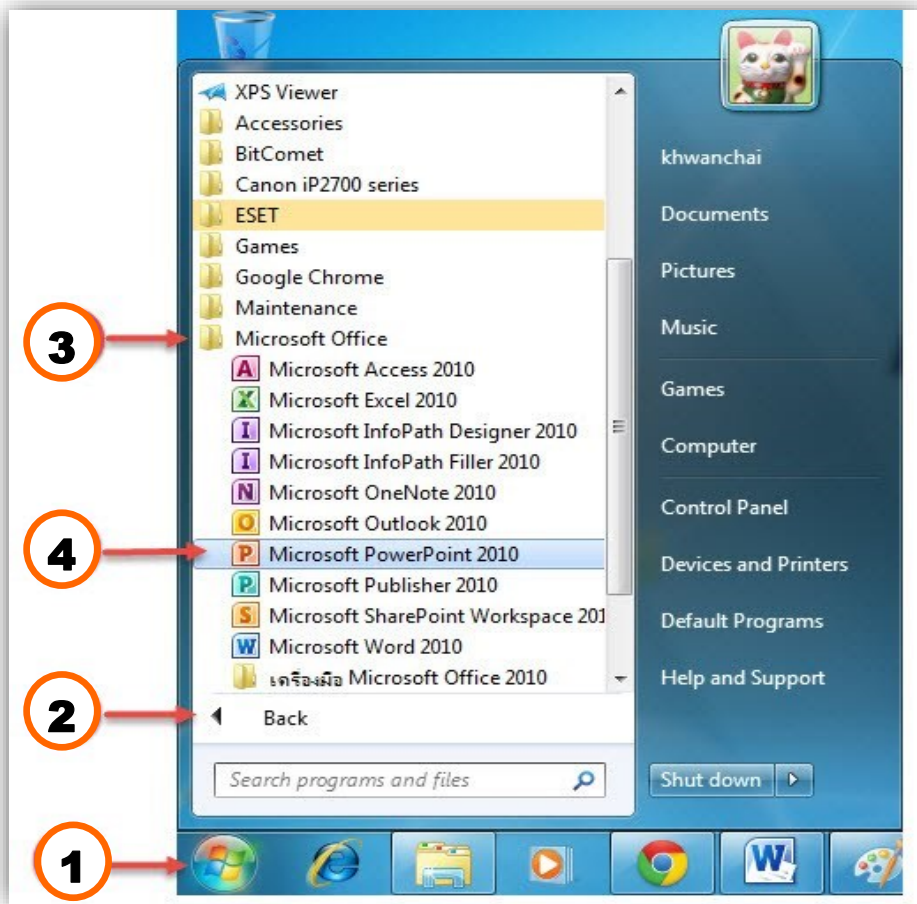 XPS Viewer
Accessories
BitComet
Canon iP2700 series
ESET
Games
Google Chrome
Maintenance
3
Microsoft Office
Microsoft Access 2010
Microsoft Excel 2010
Microsoft InfoPath Designer 2010
Microsoft InfoPath Filler 2010
Microsoft OneNote 2010
Microsoft Outlook 2010
4
Microsoft PowerPoint 2010
Microsoft Publisher 2010
Microsoft SharePoint Workspace 201
Microsoft Word 2010
เครื่องมือ Microsoft Office 2010
2
Back
Search programs and files
1
khwanchai
Documents
Pictures
Music
Games
Computer
Control Panel
Devices and Printers
Default Programs
Help and Support
Shut down